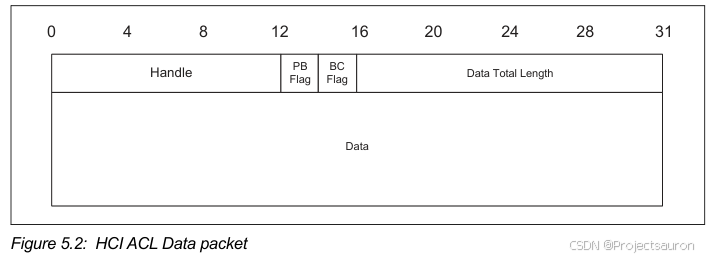 0 4 8 12 16 20 24 28 31
Handle PB Flag BC Flag Data Total Length
Data
Figure 5.2: HCI ACL Data packet
CSDN @Projectsauron